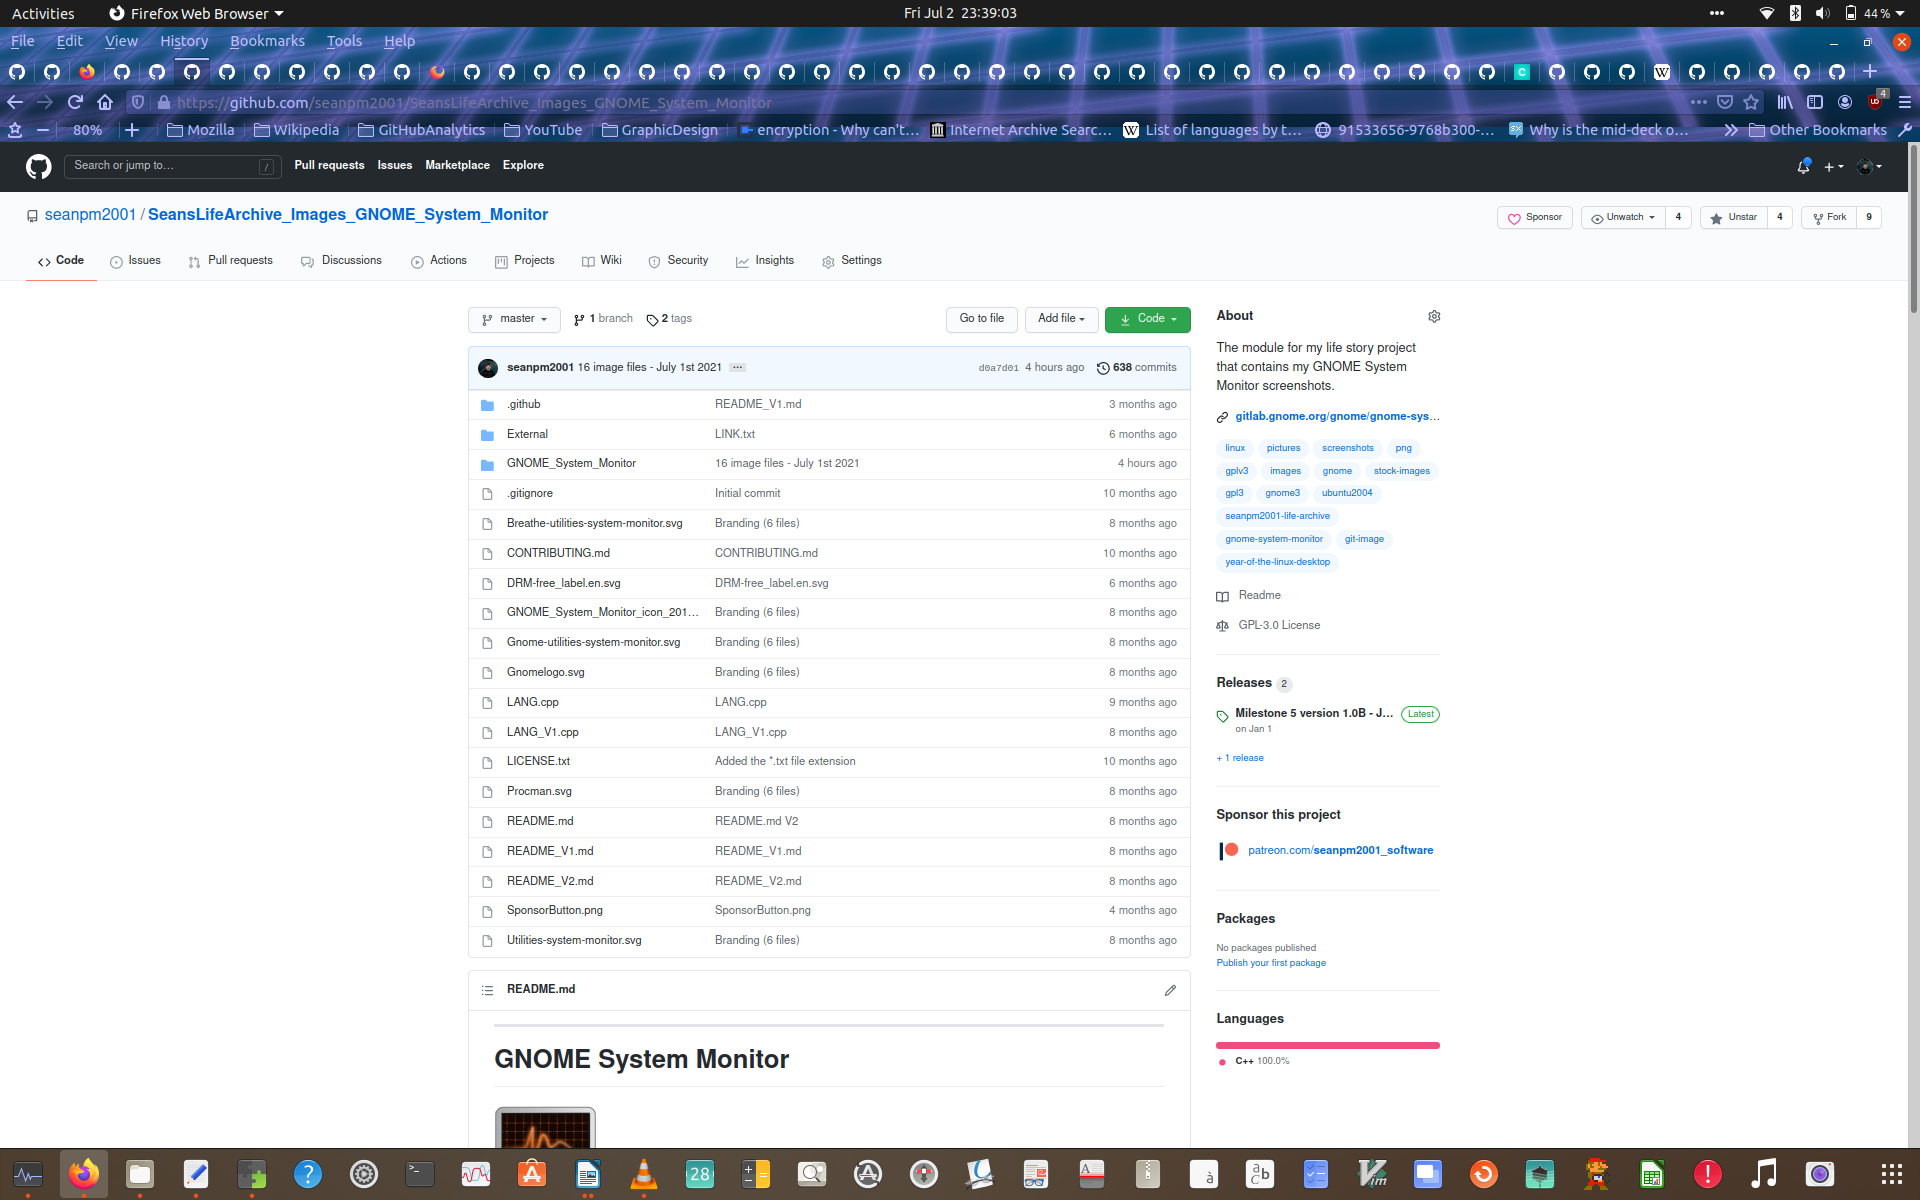 Activities Firefox Web Browser Fri Jul 2 23:39:03 44 %
File Edit View History Bookmarks Tools Help
https://github.com/seanpm2001/SeansLifeArchive_Images_GNOME_System_Monitor 4
80% Mozilla Wikipedia GitHubAnalytics YouTube GraphicDesign encryption - Why can't… Internet Archive Searc… List of languages by t… 91533656-9768b300-… Why is the mid-deck o… Other Bookmarks
Search or jump to… / Pull requests Issues Marketplace Explore
seanpm2001 / SeansLifeArchive_Images_GNOME_System_Monitor Sponsor Unwatch 4 Unstar 4 Fork 9
Code Issues Pull requests Discussions Actions Projects Wiki Security Insights Settings
master 1 branch 2 tags Go to file Add file Code
seanpm2001 16 image files - July 1st 2021 … d0a7d01 4 hours ago 638 commits
.github README_V1.md 3 months ago
External LINK.txt 6 months ago
GNOME_System_Monitor 16 image files - July 1st 2021 4 hours ago
.gitignore Initial commit 10 months ago
Breathe-utilities-system-monitor.svg Branding (6 files) 8 months ago
CONTRIBUTING.md CONTRIBUTING.md 10 months ago
DRM-free_label.en.svg DRM-free_label.en.svg 6 months ago
GNOME_System_Monitor_icon_201… Branding (6 files) 8 months ago
Gnome-utilities-system-monitor.svg Branding (6 files) 8 months ago
Gnomelogo.svg Branding (6 files) 8 months ago
LANG.cpp LANG.cpp 9 months ago
LANG_V1.cpp LANG_V1.cpp 8 months ago
LICENSE.txt Added the *.txt file extension 10 months ago
Procman.svg Branding (6 files) 8 months ago
README.md README.md V2 8 months ago
README_V1.md README_V1.md 8 months ago
README_V2.md README_V2.md 8 months ago
SponsorButton.png SponsorButton.png 4 months ago
Utilities-system-monitor.svg Branding (6 files) 8 months ago
README.md
GNOME System Monitor
About
The module for my life story project
that contains my GNOME System
Monitor screenshots.
gitlab.gnome.org/gnome/gnome-sys…
linux pictures screenshots png
gplv3 images gnome stock-images
gpl3 gnome3 ubuntu2004
seanpm2001-life-archive
gnome-system-monitor git-image
year-of-the-linux-desktop
Readme
GPL-3.0 License
Releases 2
Milestone 5 version 1.0B - J… Latest
on Jan 1
+ 1 release
Sponsor this project
patreon.com/seanpm2001_software
Packages
No packages published
Publish your first package
Languages
C++ 100.0%
28